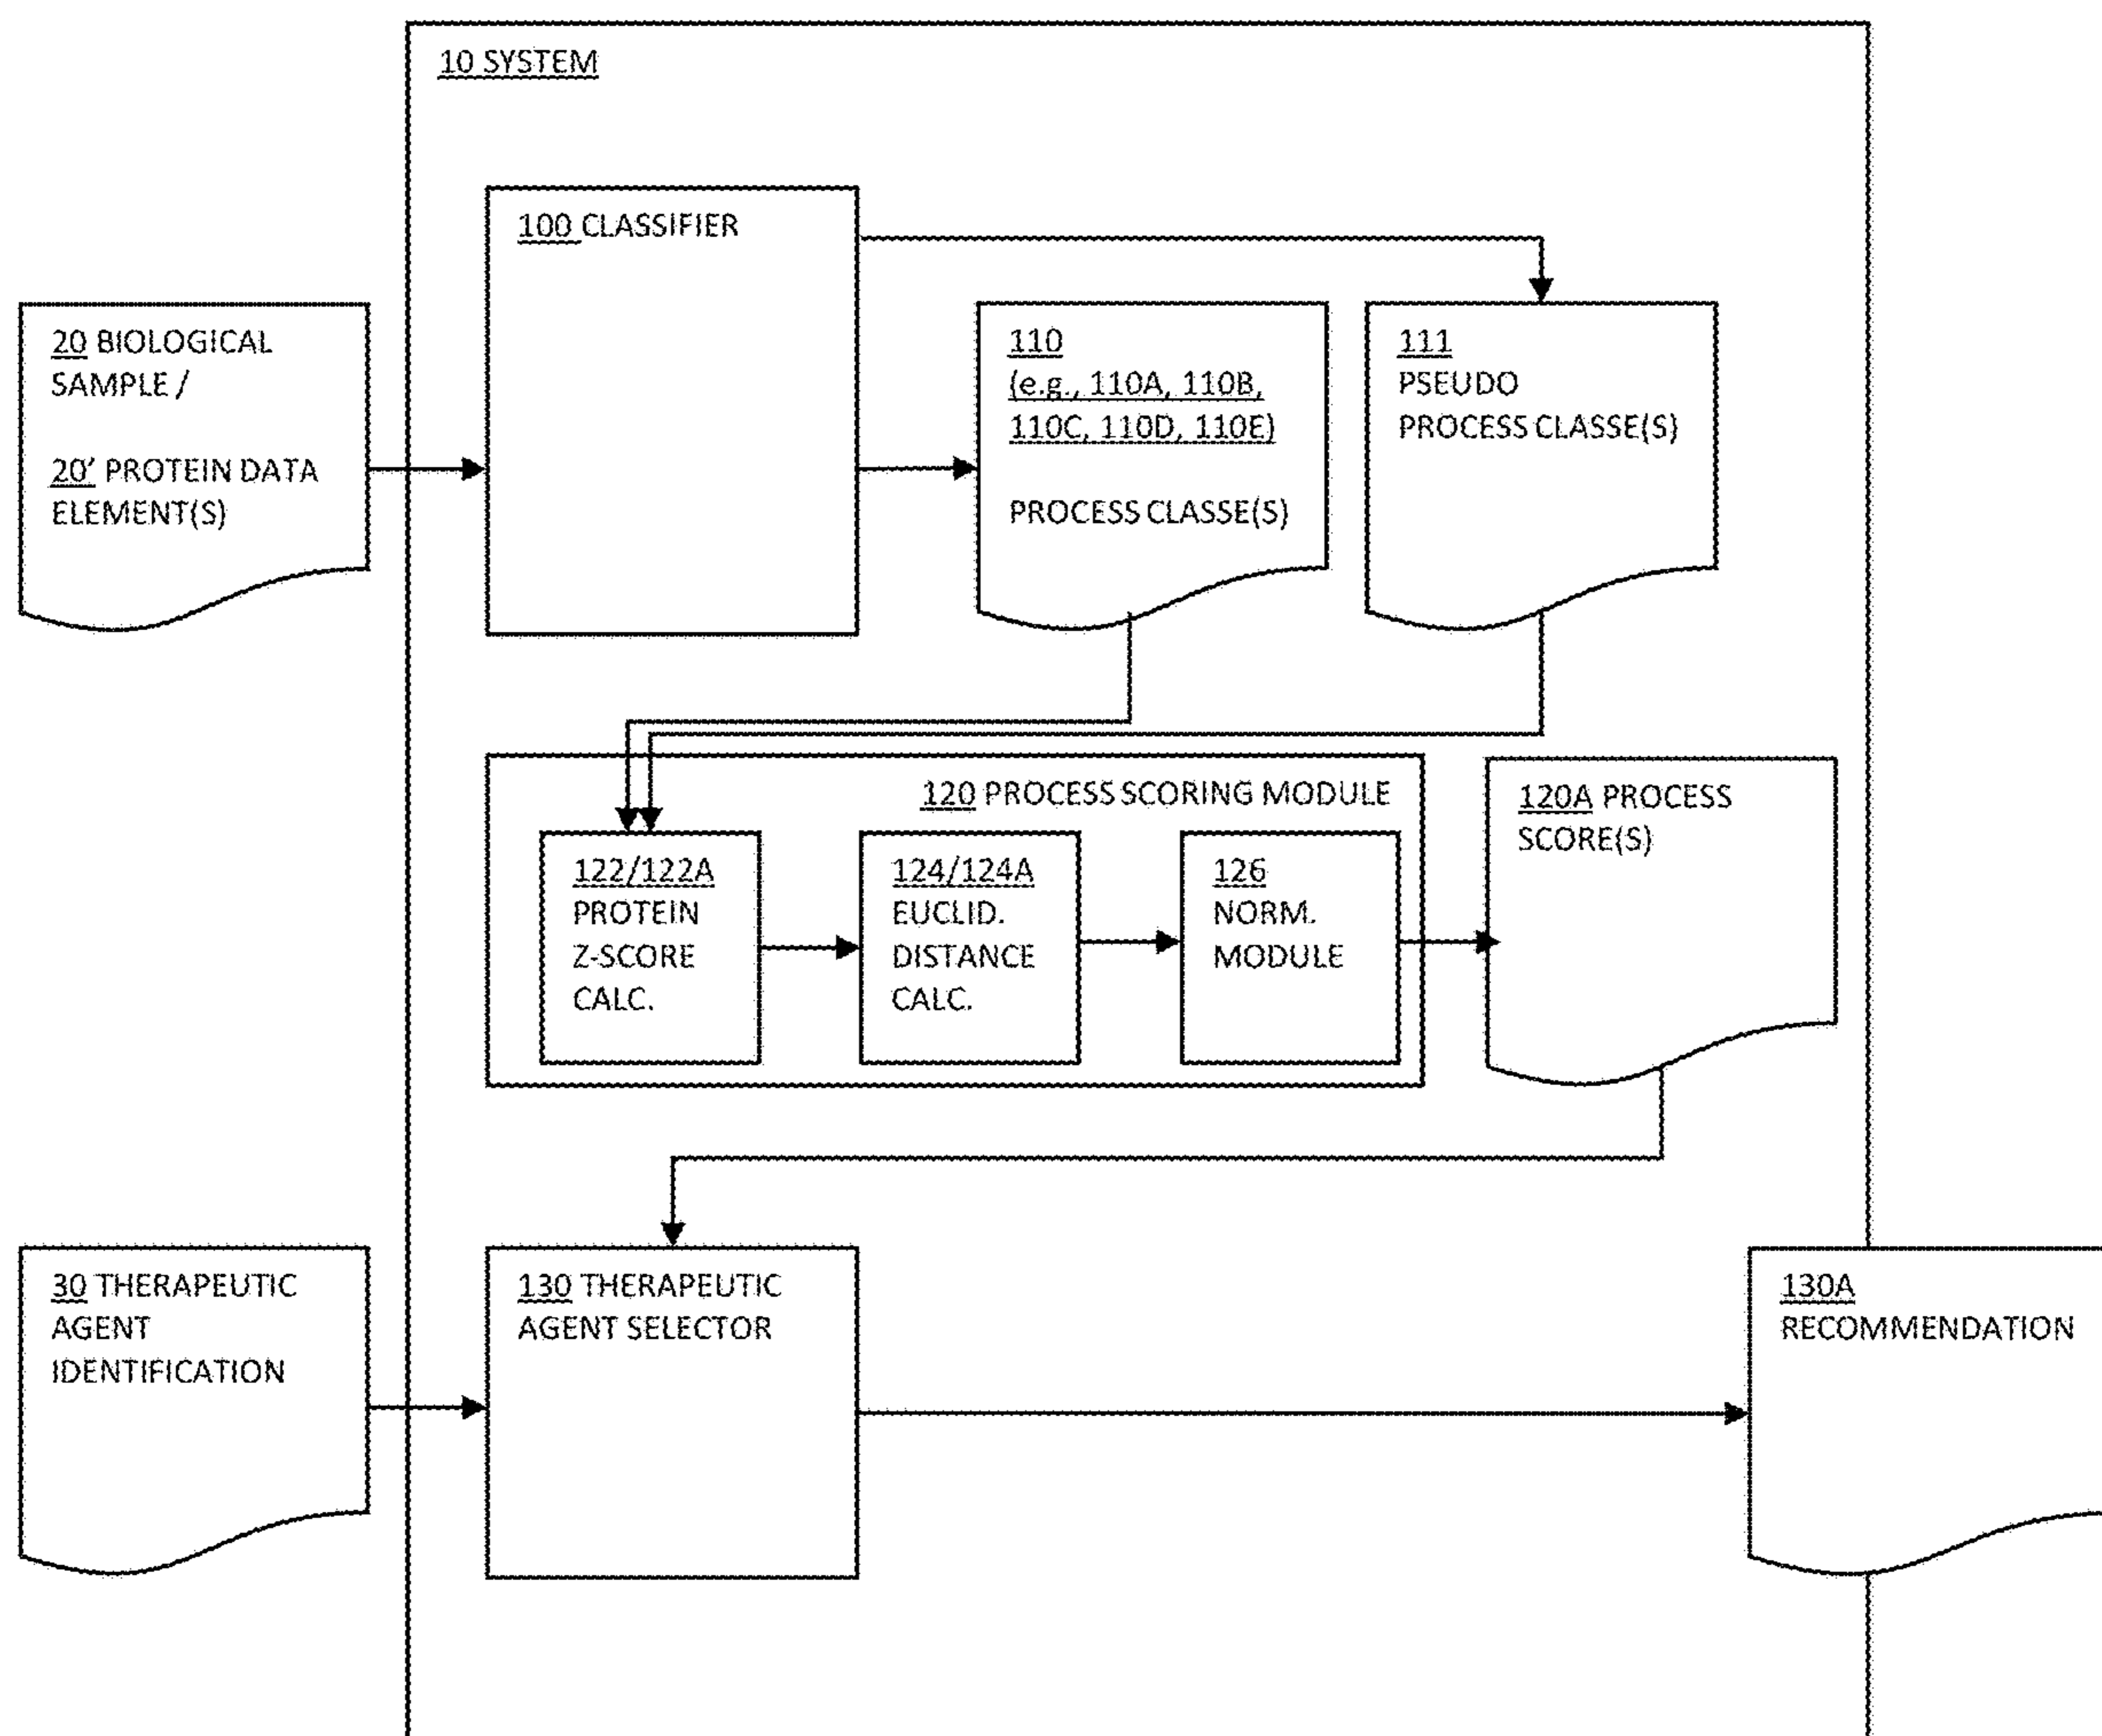 10 SYSTEM
100 CLASSIFIER
20 BIOLOGICAL
SAMPLE /
20' PROTEIN DATA
ELEMENT(S)
110
(e.g., 110A, 110B,
110C, 110D, 110E)
PROCESS CLASSE(S)
111
PSEUDO
PROCESS CLASSE(S)
120 PROCESS SCORING MODULE
122/122A
PROTEIN
Z-SCORE
CALC.
124/124A
EUCLID.
DISTANCE
CALC.
126
NORM.
MODULE
120A PROCESS
SCORE(S)
30 THERAPEUTIC
AGENT
IDENTIFICATION
130 THERAPEUTIC
AGENT SELECTOR
130A
RECOMMENDATION